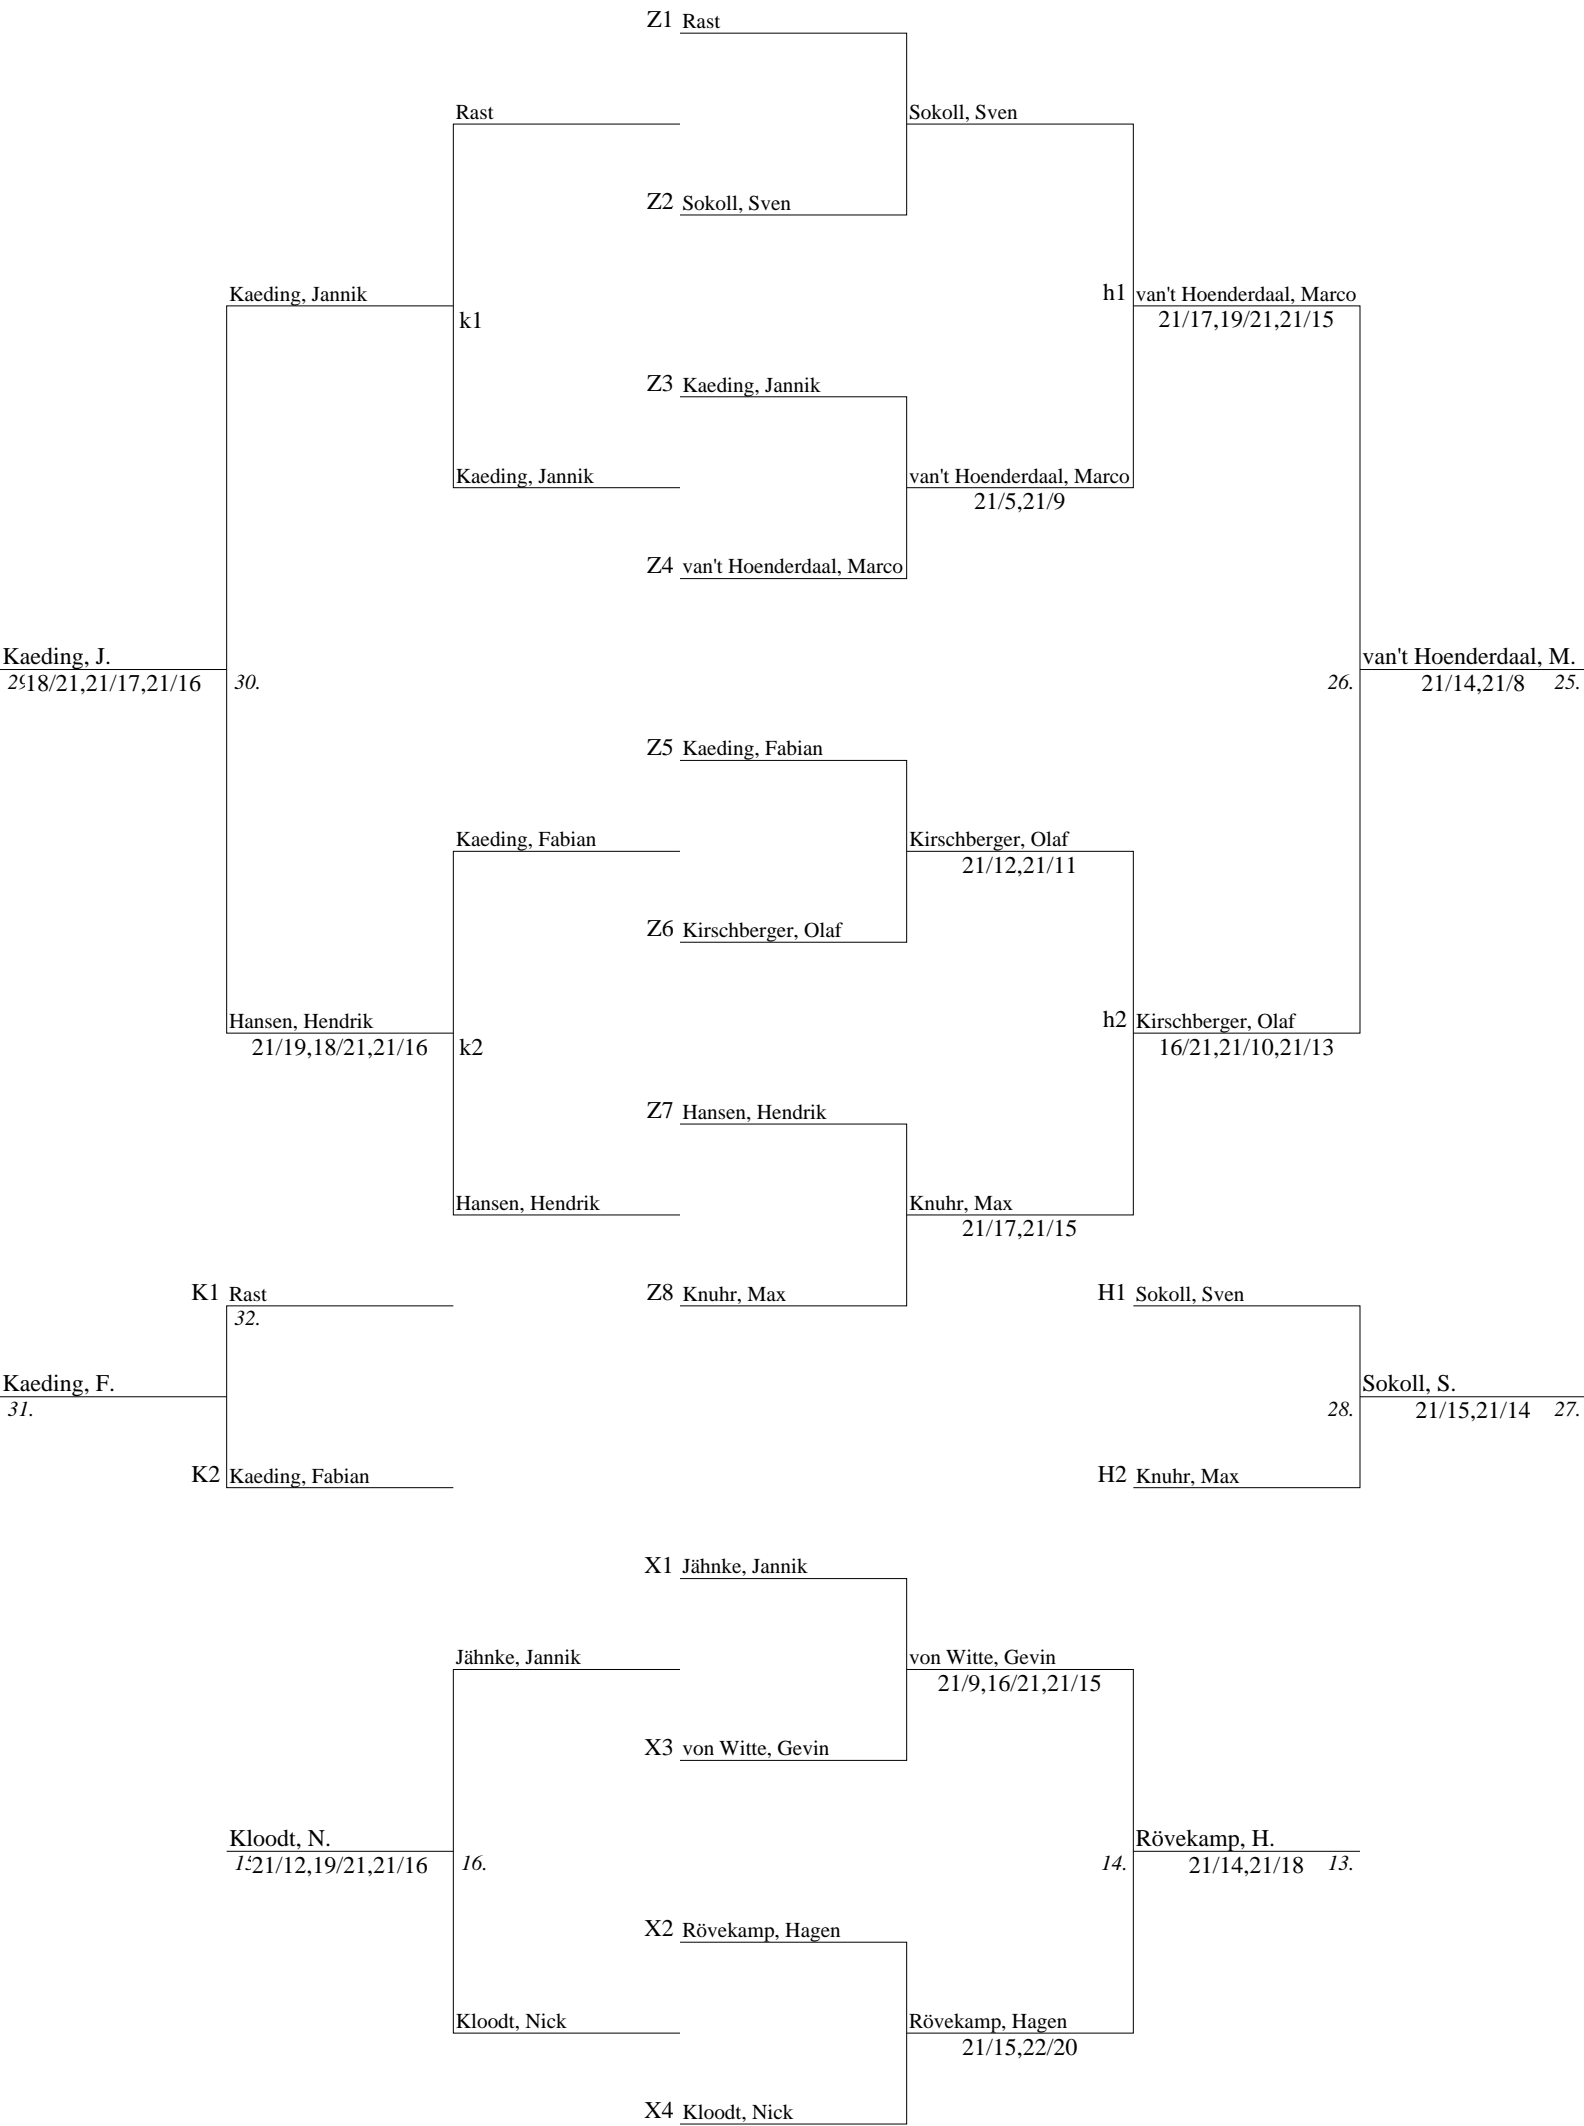 Z1 Rast
Rast
Sokoll, Sven
Z2 Sokoll, Sven
Kaeding, Jannik
h1 van't Hoenderdaal, Marco
k1
21/17,19/21,21/15
Z3 Kaeding, Jannik
Kaeding, Jannik
van't Hoenderdaal, Marco
21/5,21/9
Z4 van't Hoenderdaal, Marco
Kaeding, J.
van't Hoenderdaal, M.
18/21,21/17,21/16
30.
26.
21/14,21/8 25.
Z5 Kaeding, Fabian
Kaeding, Fabian
Kirschberger, Olaf
21/12,21/11
Z6 Kirschberger, Olaf
Hansen, Hendrik
h2 Kirschberger, Olaf
21/19,18/21,21/16
k2
16/21,21/10,21/13
Z7 Hansen, Hendrik
Hansen, Hendrik
Knuhr, Max
21/17,21/15
K1 Rast
Z8 Knuhr, Max
H1 Sokoll, Sven
32.
Kaeding, F.
Sokoll, S.
31.
28.
21/15,21/14 27.
K2 Kaeding, Fabian
H2 Knuhr, Max
X1 Jähnke, Jannik
Jähnke, Jannik
von Witte, Gevin
21/9,16/21,21/15
X3 von Witte, Gevin
Kloodt, N.
Rövekamp, H.
21/12,19/21,21/16
16.
14.
21/14,21/18 13.
X2 Rövekamp, Hagen
Kloodt, Nick
Rövekamp, Hagen
21/15,22/20
X4 Kloodt, Nick